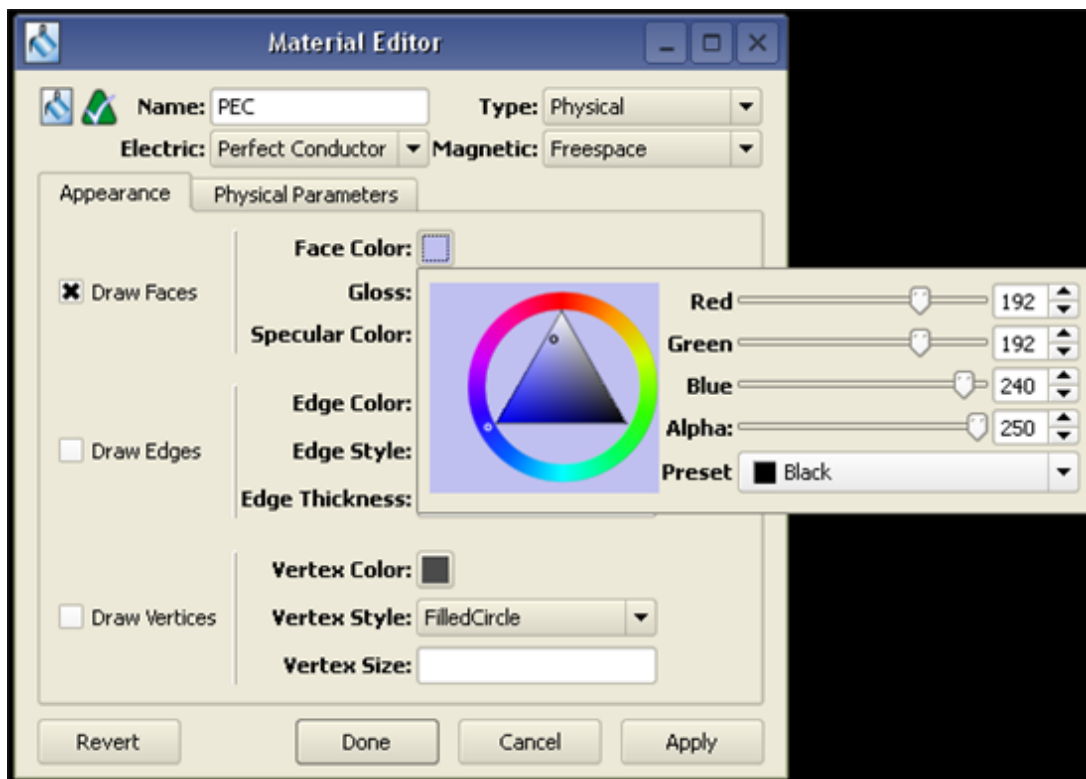 Material Editor
Name: PEC Type: Physical
Electric: Perfect Conductor Magnetic: Freespace
Appearance Physical Parameters
Face Color:
Draw Faces Gloss:
Specular Color:
Red 192
Green 192
Blue 240
Alpha: 250
Preset Black
Edge Color:
Draw Edges Edge Style:
Edge Thickness:
Vertex Color:
Draw Vertices Vertex Style: FilledCircle
Vertex Size:
Revert Done Cancel Apply